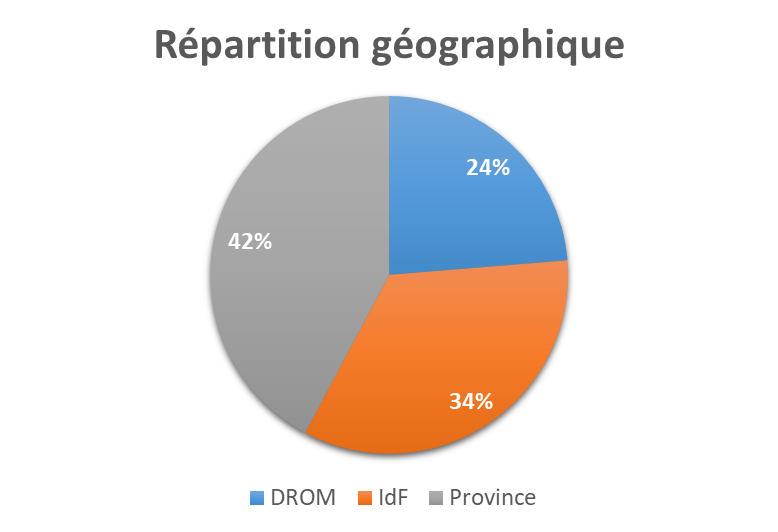 Répartition géographique
24%
42%
34%
DROM IdF Province